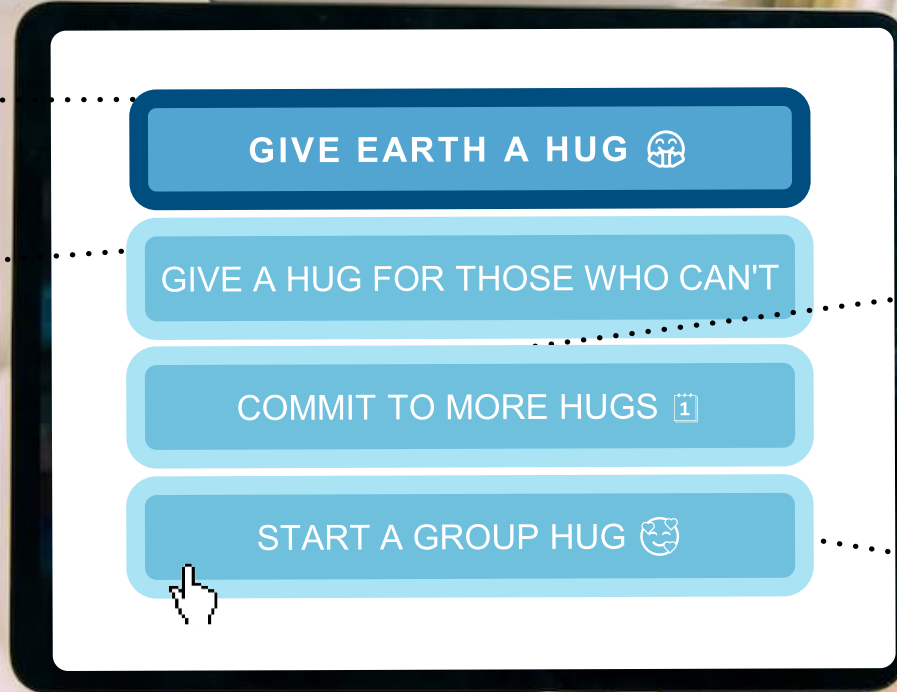 GIVE EARTH A HUG 🤗
GIVE A HUG FOR THOSE WHO CAN'T
COMMIT TO MORE HUGS 🗓
START A GROUP HUG 🥰